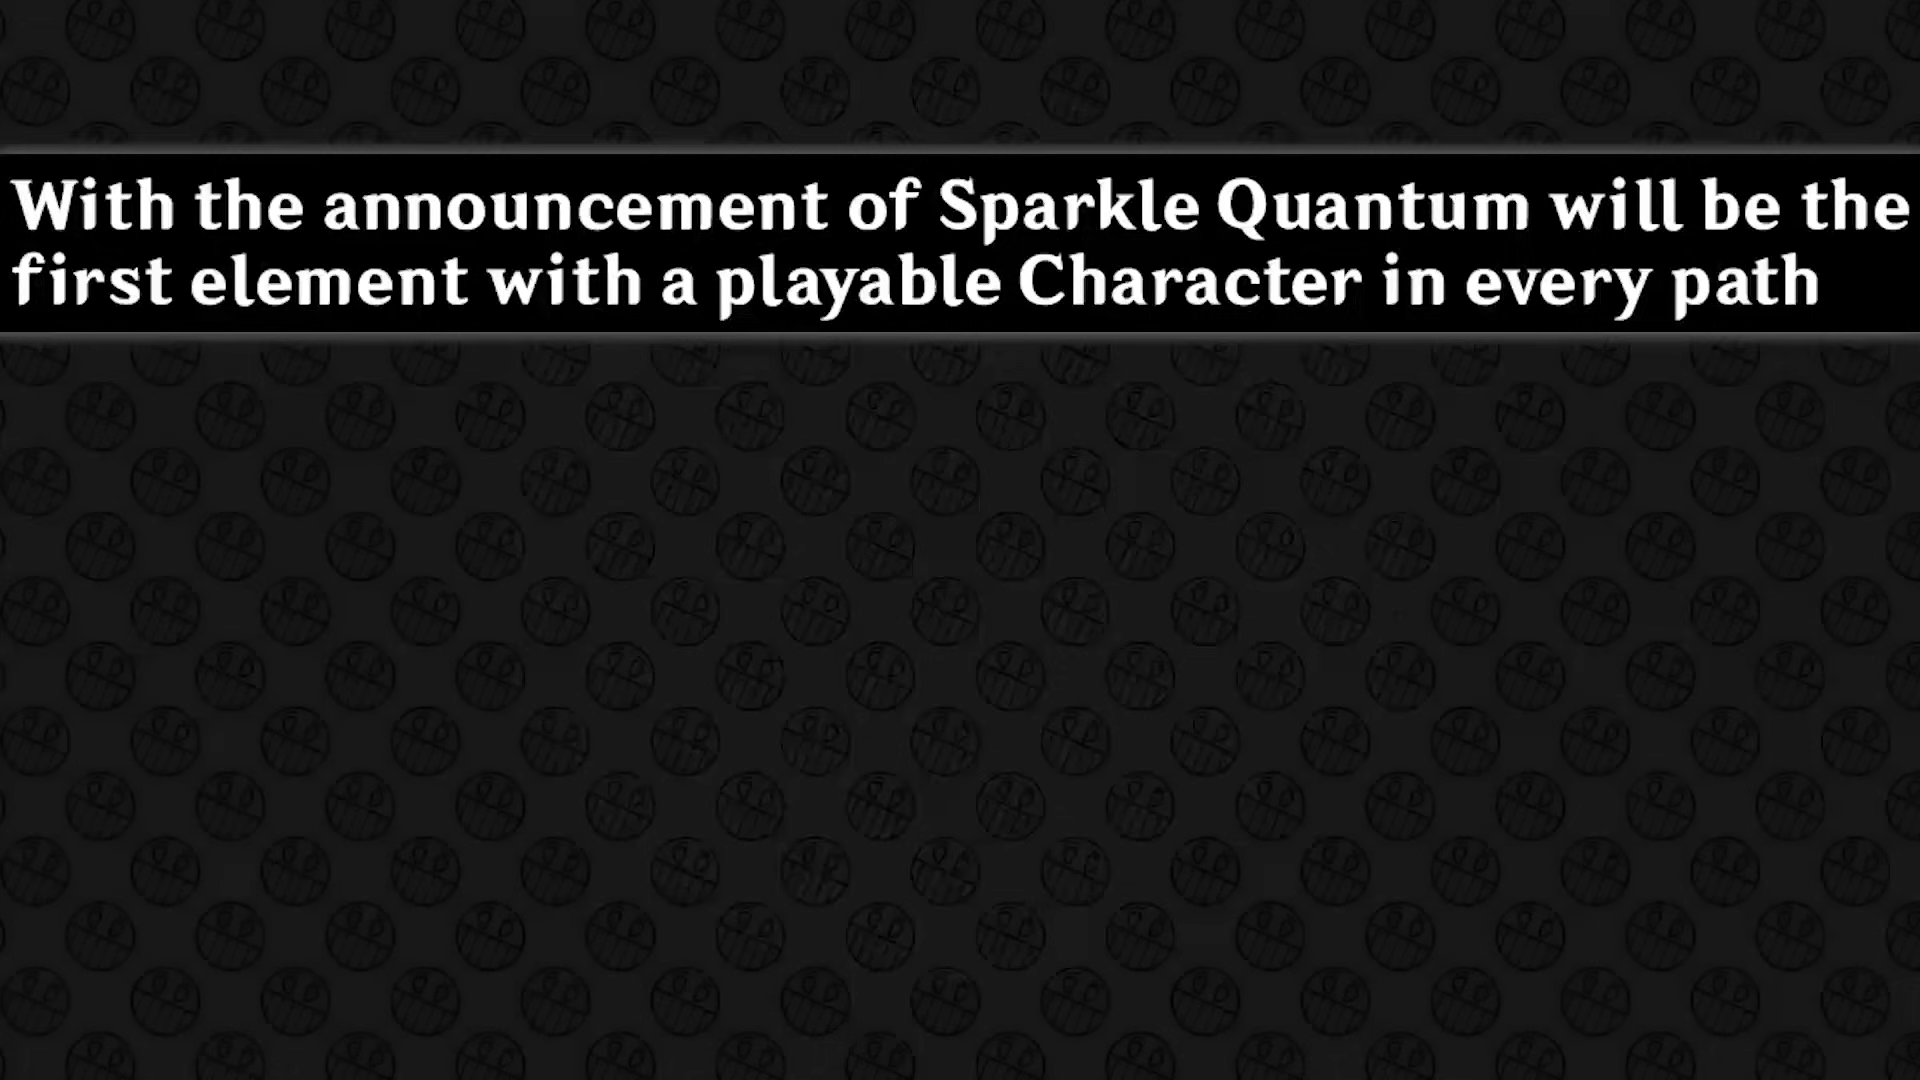 With the announcement of Sparkle Quantum will be the
first element with a playable Character in every path